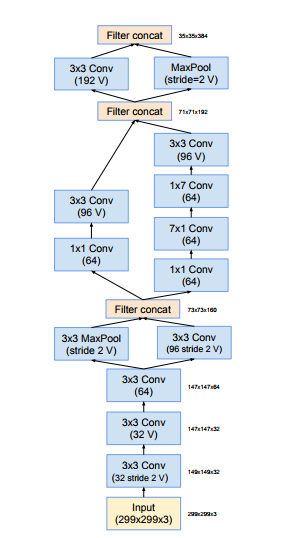 Filter concat 35x35x384
3x3 Conv
(192 V)
MaxPool
(stride=2 V)
Filter concat 71x71x192
3x3 Conv
(96 V)
1x7 Conv
(64)
3x3 Conv
(96 V)
7x1 Conv
(64)
1x1 Conv
(64)
1x1 Conv
(64)
Filter concat 73x73x160
3x3 MaxPool
(stride 2 V)
3x3 Conv
(96 stride 2 V)
3x3 Conv
(64)
147x147x64
3x3 Conv
(32 V)
147x147x32
3x3 Conv
(32 stride 2 V)
149x149x32
Input
(299x299x3)
299x299x3